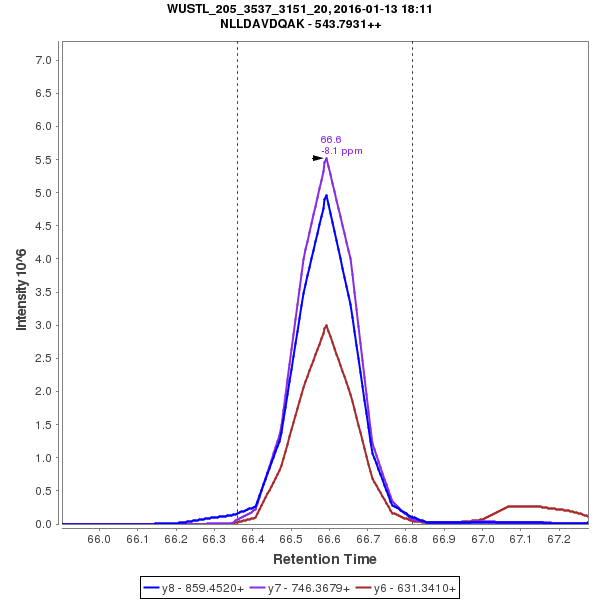 WUSTL_205_3537_3151_20, 2016-01-13 18:11
NLLDAVDQAK - 543.7931++
7.0
6.5
6.0
5.5
5.0
4.5
4.0
3.5
3.0
2.5
2.0
1.5
1.0
0.5
0.0
Intensity 10^6
66.6
-8.1 ppm
66.0 66.1 66.2 66.3 66.4 66.5 66.6 66.7 66.8 66.9 67.0 67.1 67.2
Retention Time
y8 - 859.4520+ y7 - 746.3679+ y6 - 631.3410+